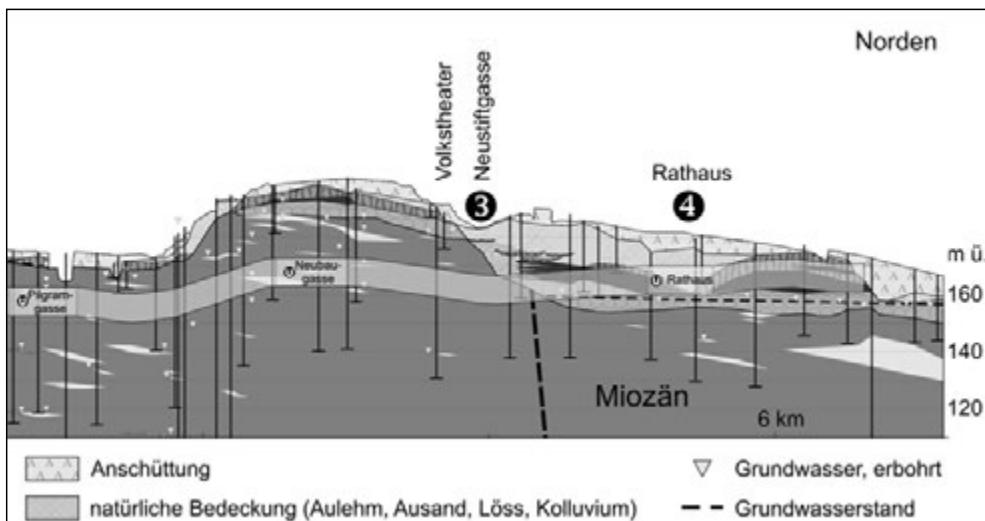 Norden
Volkstheater
Neustiftgasse
3
Rathaus
4
m ü.
Pilgram-
gasse
Neubau-
gasse
Rathaus
160
140
120
Miozän
6 km
Anschüttung
natürliche Bedeckung (Aulehm, Ausand, Löss, Kolluvium)
Grundwasser, erbohrt
Grundwasserstand